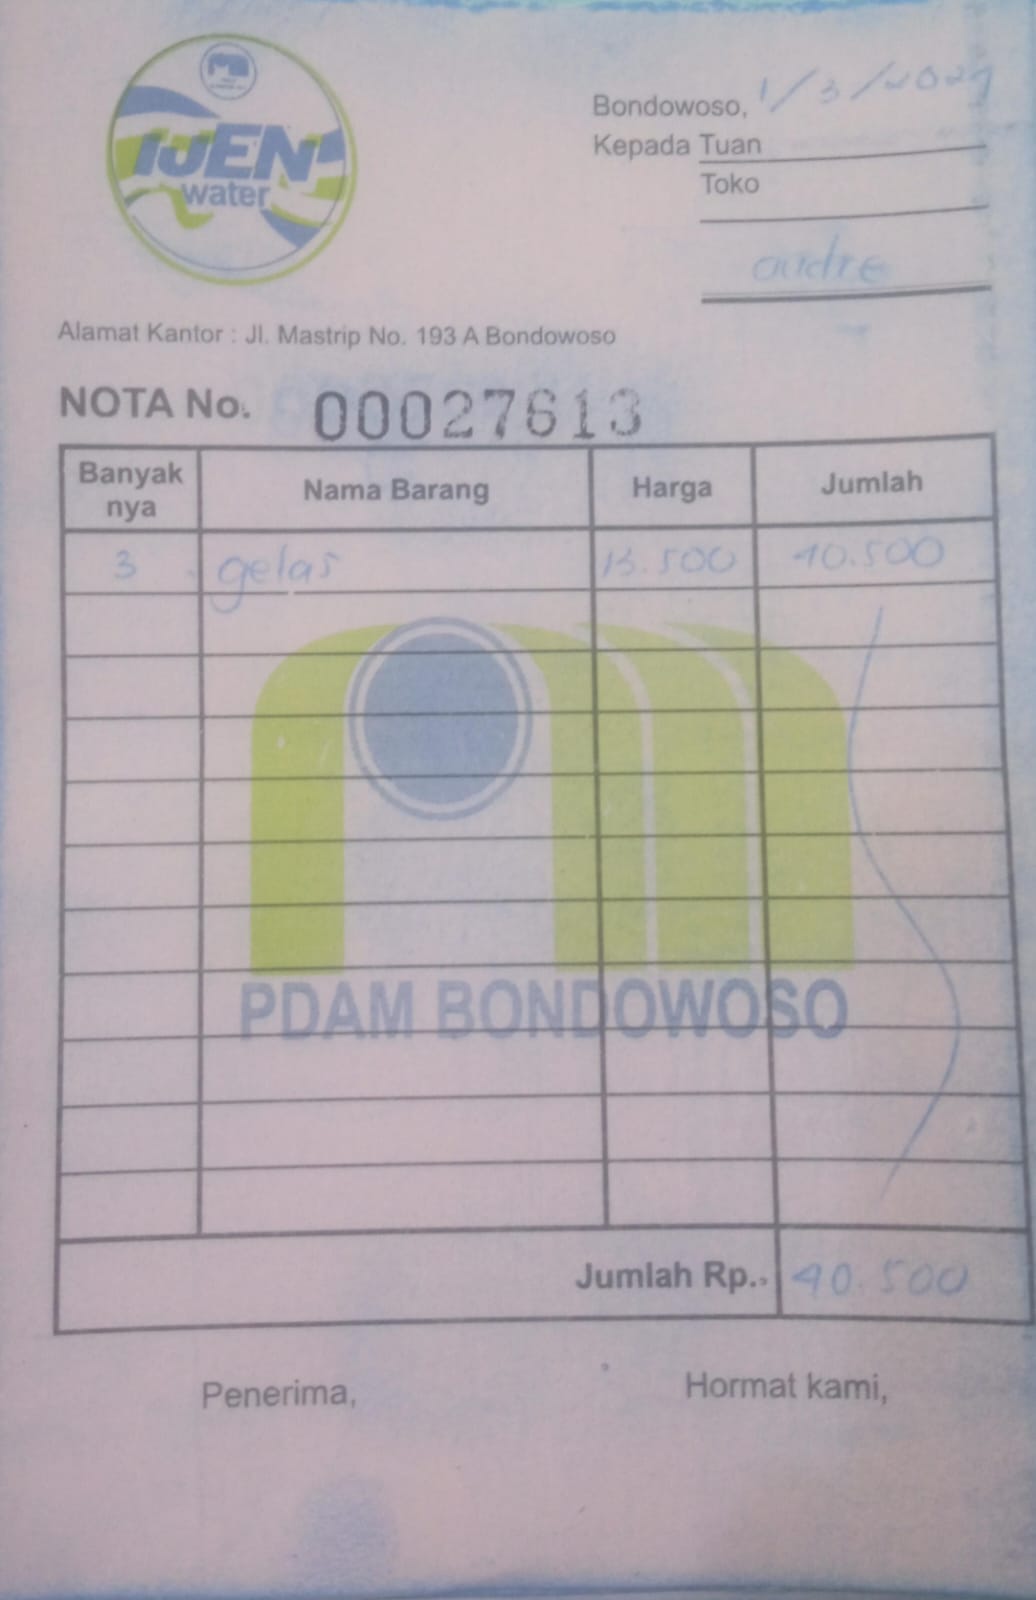 IJEN
water
Bondowoso, 1/3/2024
Kepada Tuan
Toko
andre
Alamat Kantor : Jl. Mastrip No. 193 A Bondowoso
NOTA No. 00027613
Banyak nya Nama Barang Harga Jumlah
3 gelas 13.500 40.500
PDAM BONDOWOSO
Jumlah Rp. 40.500
Penerima, Hormat kami,